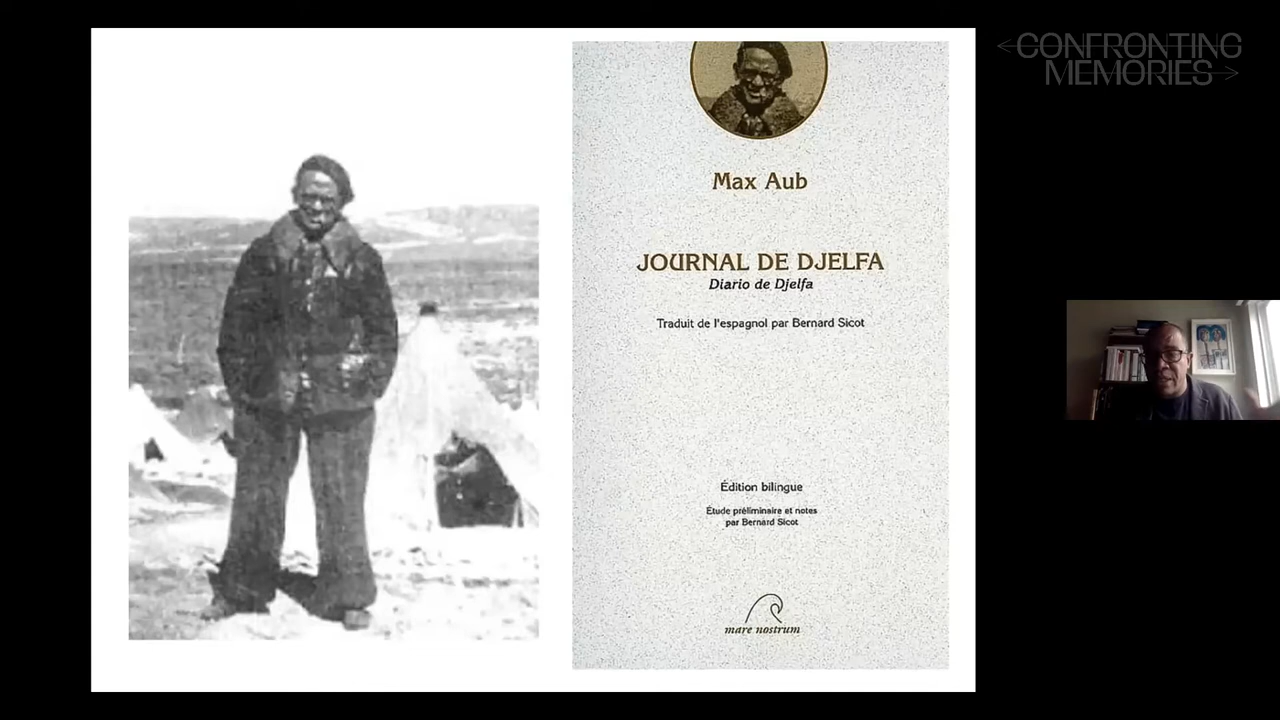 Max Aub
JOURNAL DE DJELFA
Diario de Djelfa
Traduit de l'espagnol par Bernard Sicot
Édition bilingue
Étude préliminaire et notes
par Bernard Sicot
mare nostrum
CONFRONTING
MEMORIES